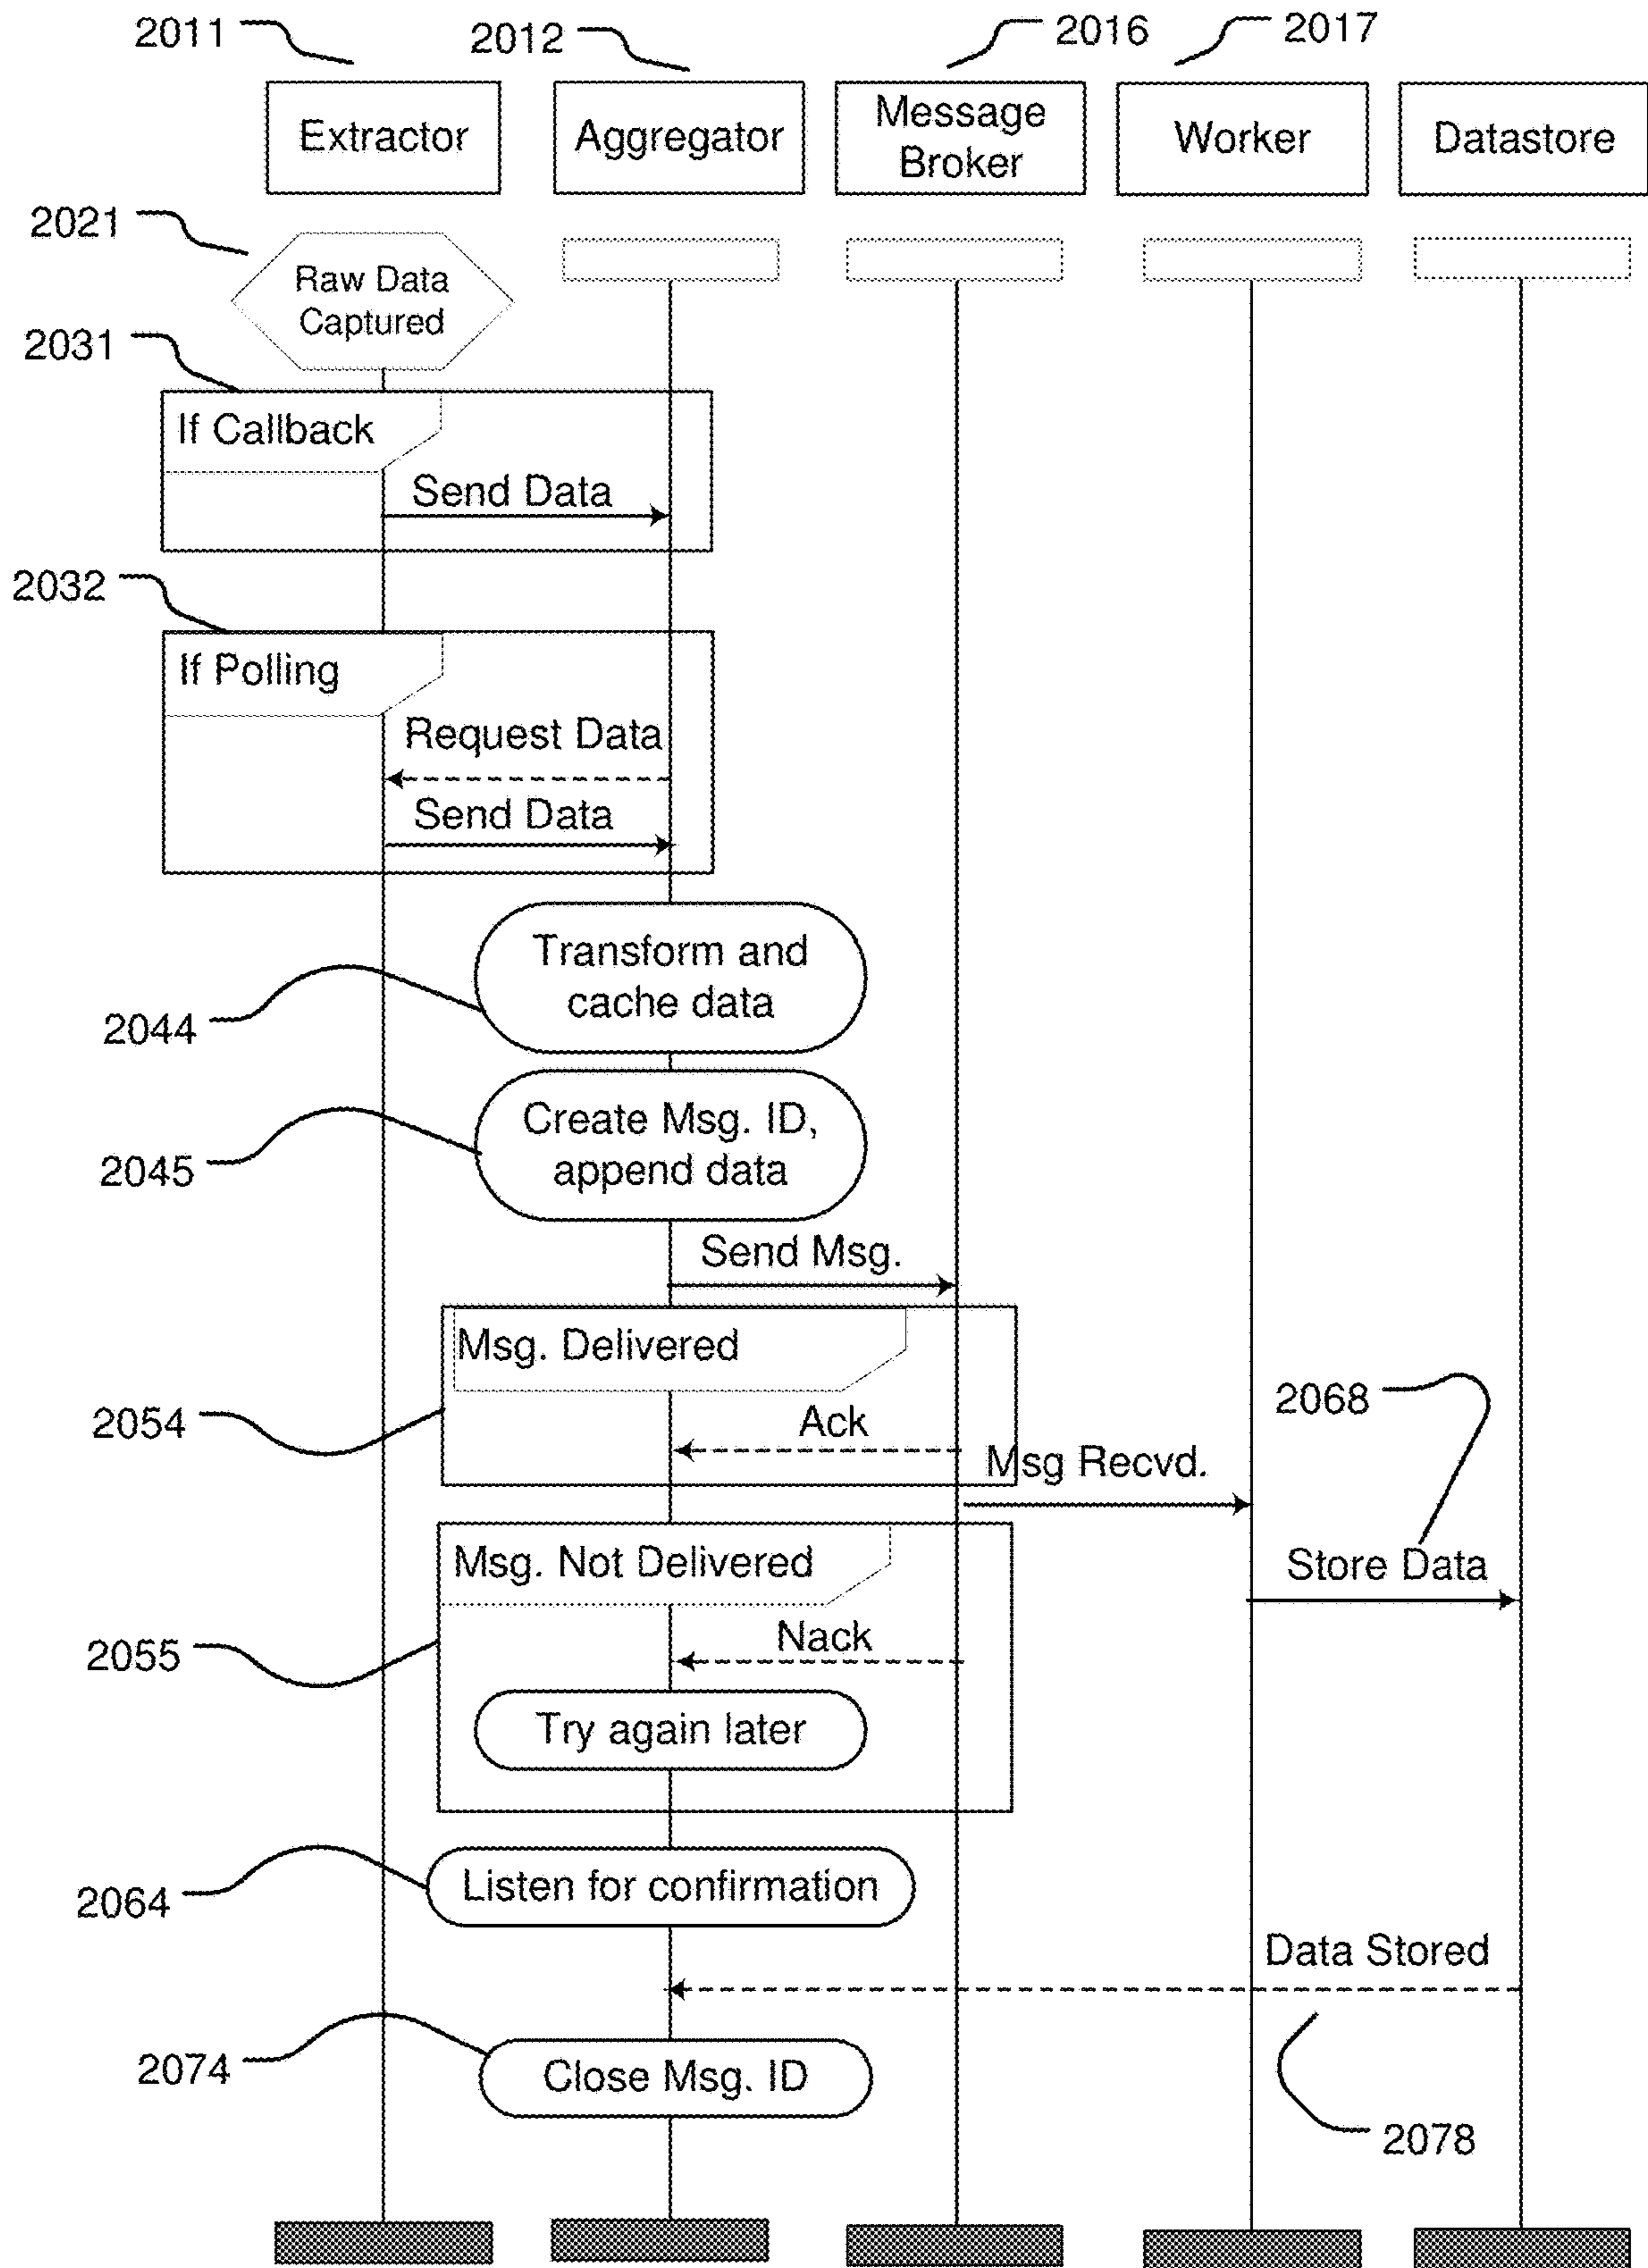 2011
2012
2016
2017
Extractor
Aggregator
Message
Broker
Worker
Datastore
2021
Raw Data
Captured
2031
If Callback
Send Data
2032
If Polling
Request Data
Send Data
Transform and
cache data
2044
Create Msg. ID,
append data
2045
Send Msg.
Msg. Delivered
2054
Ack
2068
Msg Recvd.
Msg. Not Delivered
Store Data
2055
Nack
Try again later
2064
Listen for confirmation
Data Stored
2074
Close Msg. ID
2078